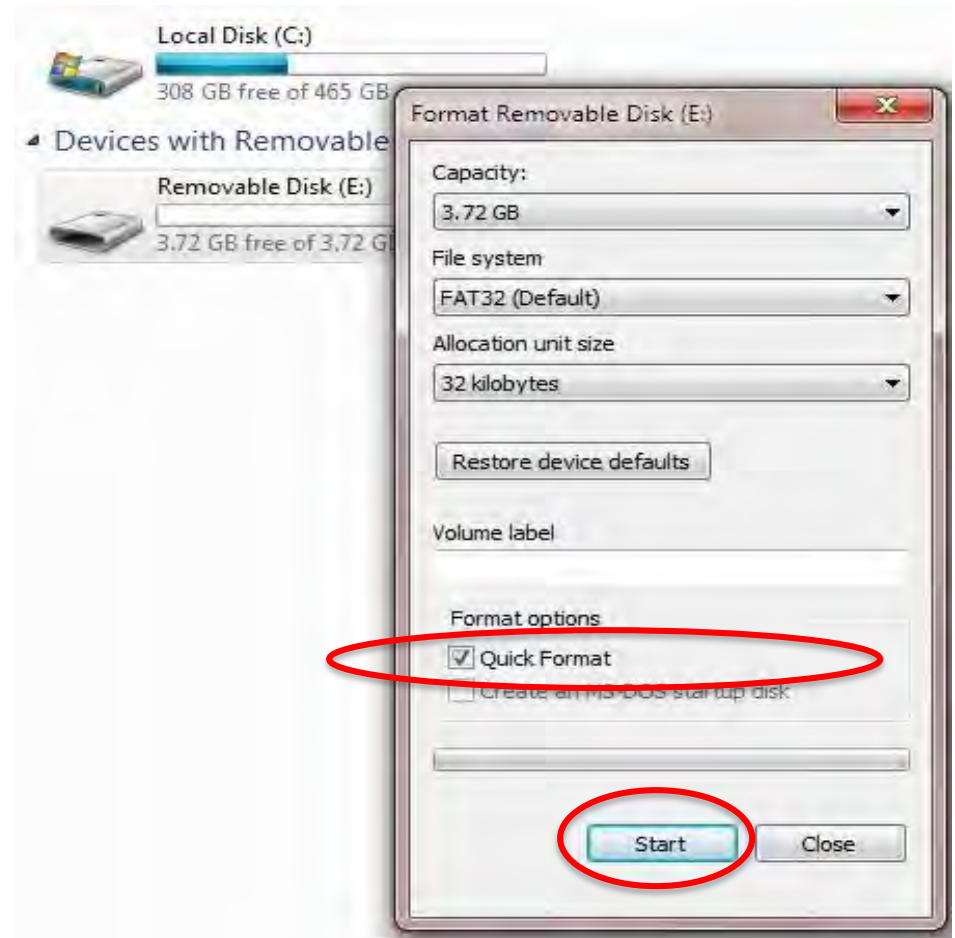 Local Disk (C:)
308 GB free of 465 GB
Devices with Removable
Removable Disk (E:)
3.72 GB free of 3.72 G
Format Removable Disk (E:)
Capacity:
3.72 GB
File system
FAT32 (Default)
Allocation unit size
32 kilobytes
Restore device defaults
Volume label
Format options
Quick Format
Create an MS-DOS startup disk
Start
Close